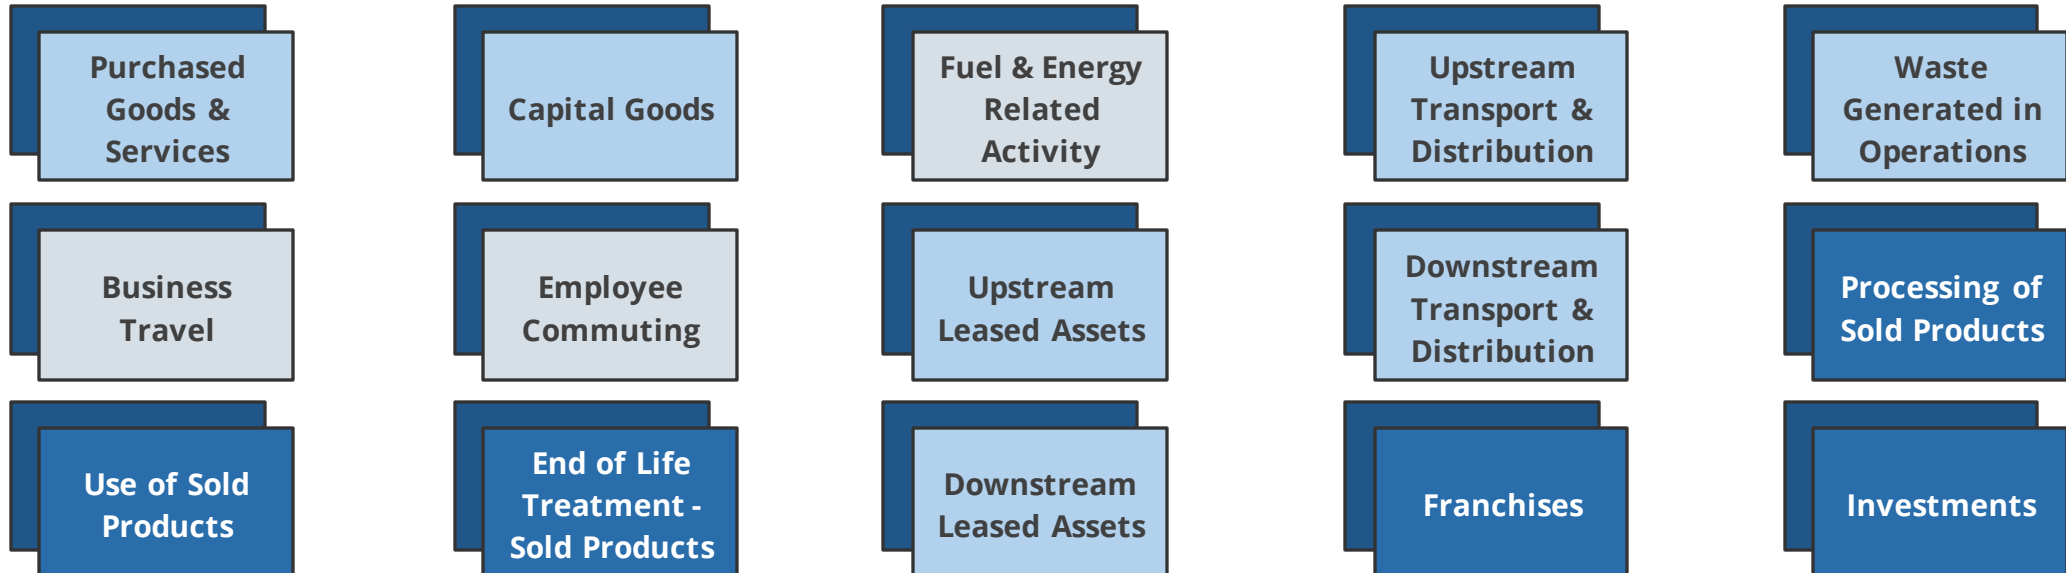 Purchased
Goods &
Services
Capital Goods
Fuel & Energy
Related
Activity
Upstream
Transport &
Distribution
Waste
Generated in
Operations
Business
Travel
Employee
Commuting
Upstream
Leased Assets
Downstream
Transport &
Distribution
Processing of
Sold Products
Use of Sold
Products
End of Life
Treatment -
Sold Products
Downstream
Leased Assets
Franchises
Investments